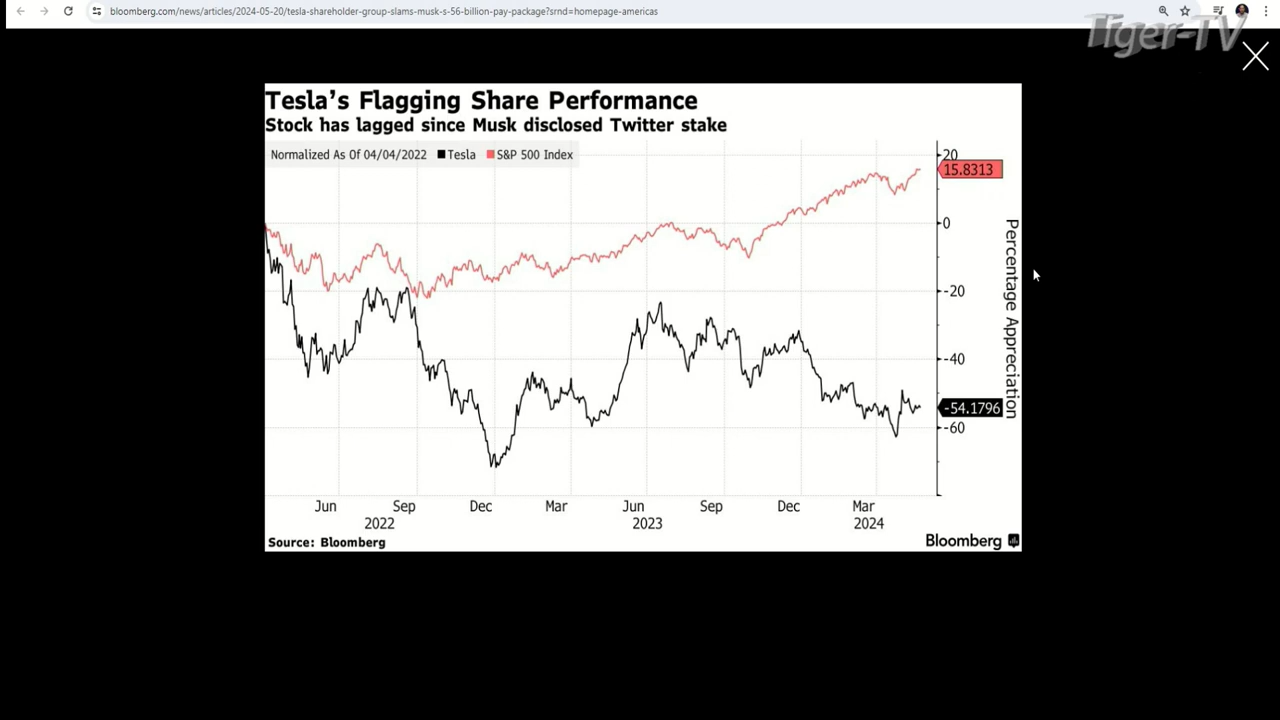 bloomberg.com/news/articles/2024-05-20/tesla-shareholder-group-slams-musk-s-56-billion-pay-package?srnd=homepage-americas
Tiger-TV
Tesla's Flagging Share Performance
Stock has lagged since Musk disclosed Twitter stake
Normalized As Of 04/04/2022 Tesla S&P 500 Index
20
15.8313
0
-20
-40
-54.1796
-60
Percentage Appreciation
Jun Sep Dec Mar Jun Sep Dec Mar
2022 2023 2024
Source: Bloomberg
Bloomberg